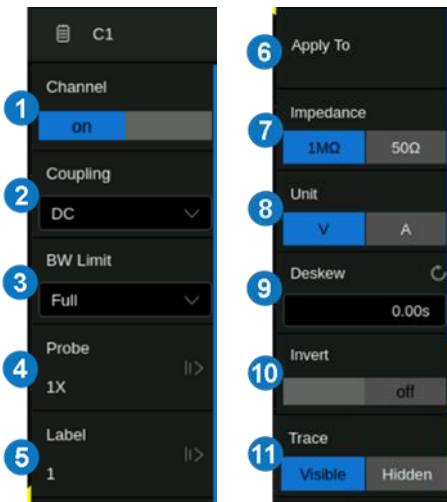 C1
1
Channel
on
2
Coupling
DC
3
BW Limit
Full
4
Probe
1X
5
Label
1
6
Apply To
7
Impedance
1MΩ 50Ω
8
Unit
V A
9
Deskew
0.00s
10
Invert
off
11
Trace
Visible Hidden